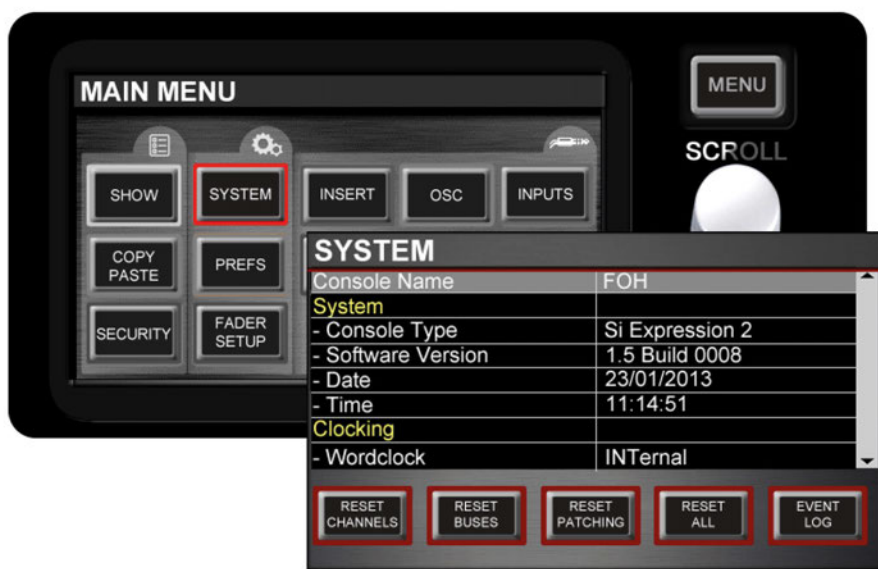 MAIN MENU
MENU
SCROLL
SHOW
SYSTEM
INSERT
OSC
INPUTS
COPY
PASTE
PREFS
SECURITY
FADER
SETUP
SYSTEM
Console Name FOH
System
- Console Type Si Expression 2
- Software Version 1.5 Build 0008
- Date 23/01/2013
- Time 11:14:51
Clocking
- Wordclock INTernal
RESET
CHANNELS
RESET
BUSES
RESET
PATCHING
RESET
ALL
EVENT
LOG